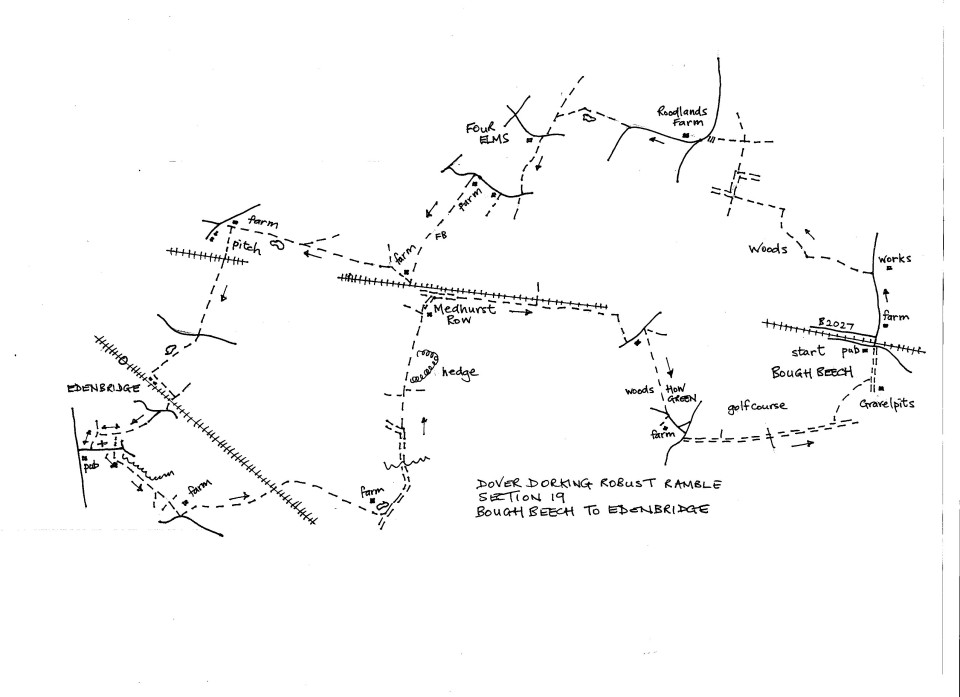 Roodlands
Farm
FOUR
ELMS
farm
FB
farm
pitch
farm
Woods
works
farm
B2027
start pub
BOUGH BEECH
Gravelpits
Medhurst
Row
hedge
woods
HOW
GREEN
farm
golfcourse
EDENBRIDGE
pub
farm
farm
DOVER DORKING ROBUST RAMBLE
SECTION 19
BOUGH BEECH TO EDENBRIDGE